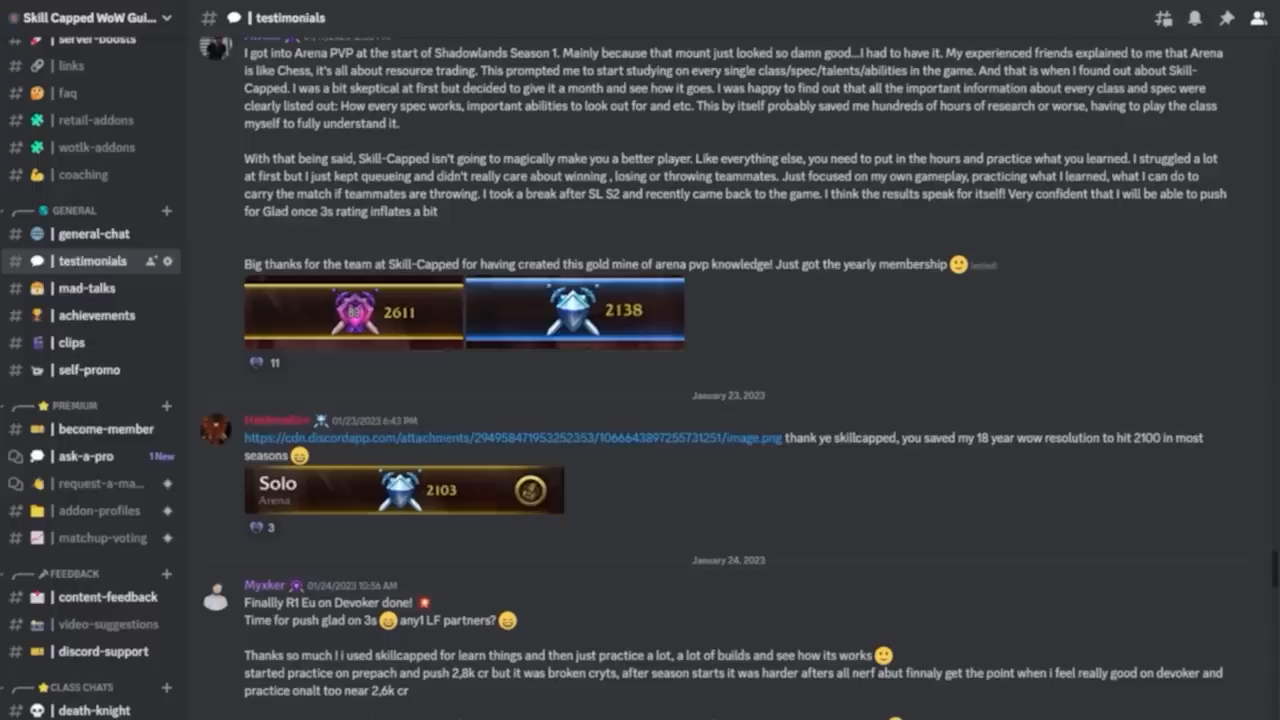 Skill Capped WoW Gui...
# | testimonials
# | server-boosts
# | links
# | faq
# | retail-addons
# | wotlk-addons
# | coaching
GENERAL +
# | general-chat
# | testimonials
# | mad-talks
# | achievements
# | clips
# | self-promo
PREMIUM +
# | become-member
| ask-a-pro 1 New
| request-a-ma...
# | addon-profiles
# | matchup-voting
FEEDBACK +
# | content-feedback
# | video-suggestions
# | discord-support
CLASS CHATS +
# | death-knight
I got into Arena PVP at the start of Shadowlands Season 1. Mainly because that mount just looked so damn good...I had to have it. My experienced friends explained to me that Arena
is like Chess, it's all about resource trading. This prompted me to start studying on every single class/spec/talents/abilities in the game. And that is when I found out about Skill-
Capped. I was a bit skeptical at first but decided to give it a month and see how it goes. I was happy to find out that all the important information about every class and spec were
clearly listed out: How every spec works, important abilities to look out for and etc. This by itself probably saved me hundreds of hours of research or worse, having to play the class
myself to fully understand it.
With that being said, Skill-Capped isn't going to magically make you a better player. Like everything else, you need to put in the hours and practice what you learned. I struggled a lot
at first but I just kept queueing and didn't really care about winning , losing or throwing teammates. Just focused on my own gameplay, practicing what I learned, what I can do to
carry the match if teammates are throwing. I took a break after SL S2 and recently came back to the game. I think the results speak for itself! Very confident that I will be able to push
for Glad once 3s rating inflates a bit
Big thanks for the team at Skill-Capped for having created this gold mine of arena pvp knowledge! Just got the yearly membership 🙂 (edited)
2611 2138
11
January 23, 2023
01/23/2023 6:43 PM
https://cdn.discordapp.com/attachments/294958471953252353/1066643897255731251/image.png thank ye skillcapped, you saved my 18 year wow resolution to hit 2100 in most
seasons 😄
Solo 2103
Arena
3
January 24, 2023
Myxker 01/24/2023 10:56 AM
Finallly R1 Eu on Devoker done! 💥
Time for push glad on 3s 😄 any1 LF partners? 😄
Thanks so much ! i used skillcapped for learn things and then just practice a lot, a lot of builds and see how its works 🙂
started practice on prepach and push 2,8k cr but it was broken cryts, after season starts it was harder afters all nerf abut finnaly get the point when i feel really good on devoker and
practice onalt too near 2,6k cr